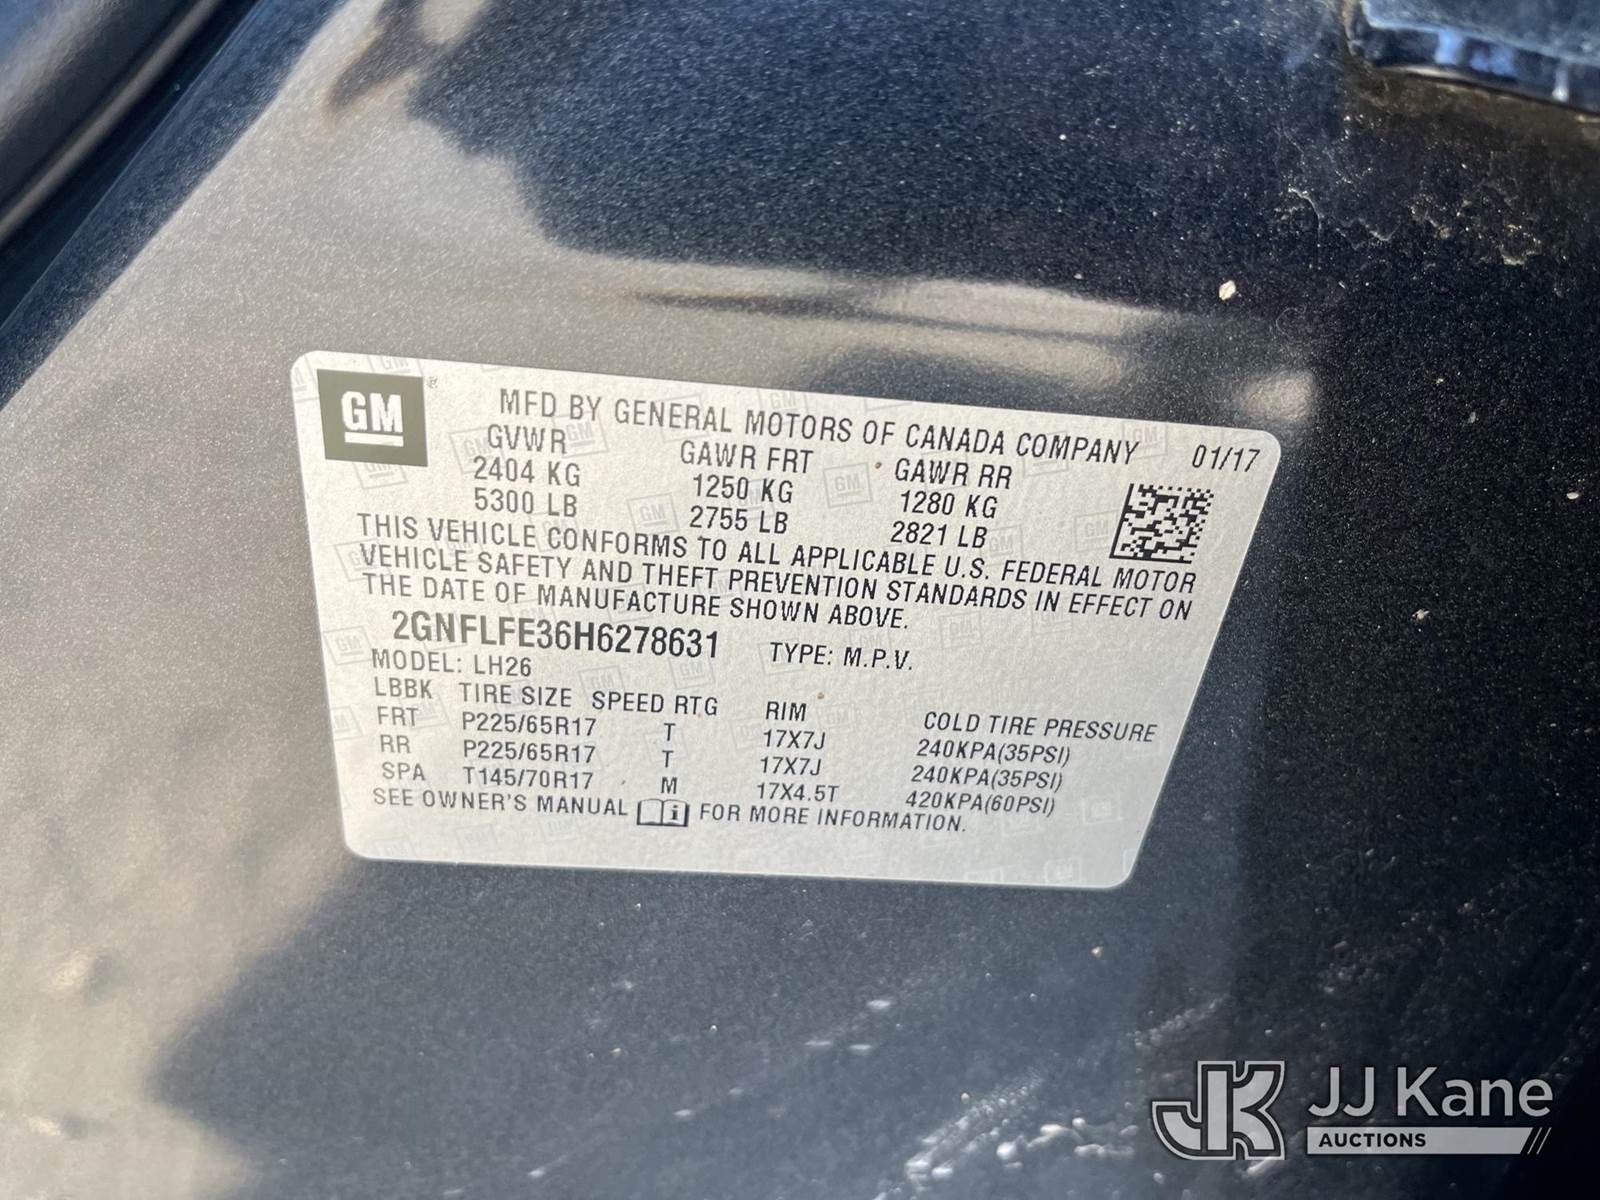 GM ® MFD BY GENERAL MOTORS OF CANADA COMPANY 01/17
GVWR GAWR FRT GAWR RR
2404 KG 1250 KG 1280 KG
5300 LB 2755 LB 2821 LB
THIS VEHICLE CONFORMS TO ALL APPLICABLE U.S. FEDERAL MOTOR
VEHICLE SAFETY AND THEFT PREVENTION STANDARDS IN EFFECT ON
THE DATE OF MANUFACTURE SHOWN ABOVE.
2GNFLFE36H6278631 TYPE: M.P.V.
MODEL: LH26
LBBK TIRE SIZE SPEED RTG RIM COLD TIRE PRESSURE
FRT P225/65R17 T 17X7J 240KPA(35PSI)
RR P225/65R17 T 17X7J 240KPA(35PSI)
SPA T145/70R17 M 17X4.5T 420KPA(60PSI)
SEE OWNER'S MANUAL i FOR MORE INFORMATION.
JK JJ Kane
AUCTIONS